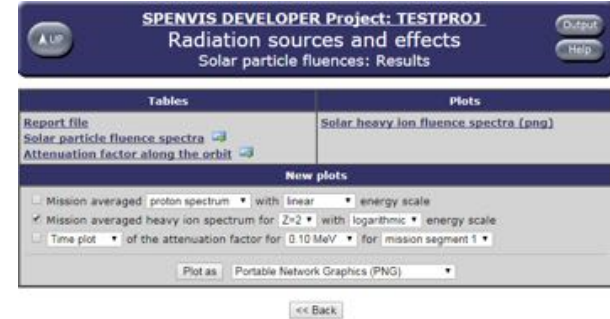 SPENVIS DEVELOPER Project: TESTPROJ
UP
Radiation sources and effects
Solar particle fluences: Results
Output
Help
Tables
Plots
Report file
Solar heavy ion fluence spectra (png)
Solar particle fluence spectra
Attenuation factor along the orbit
New plots
Mission averaged proton spectrum with linear energy scale
Mission averaged heavy ion spectrum for Z=2 with logarithmic energy scale
Time plot of the attenuation factor for 0.10 MeV for mission segment 1
Plot as Portable Network Graphics (PNG)
<< Back